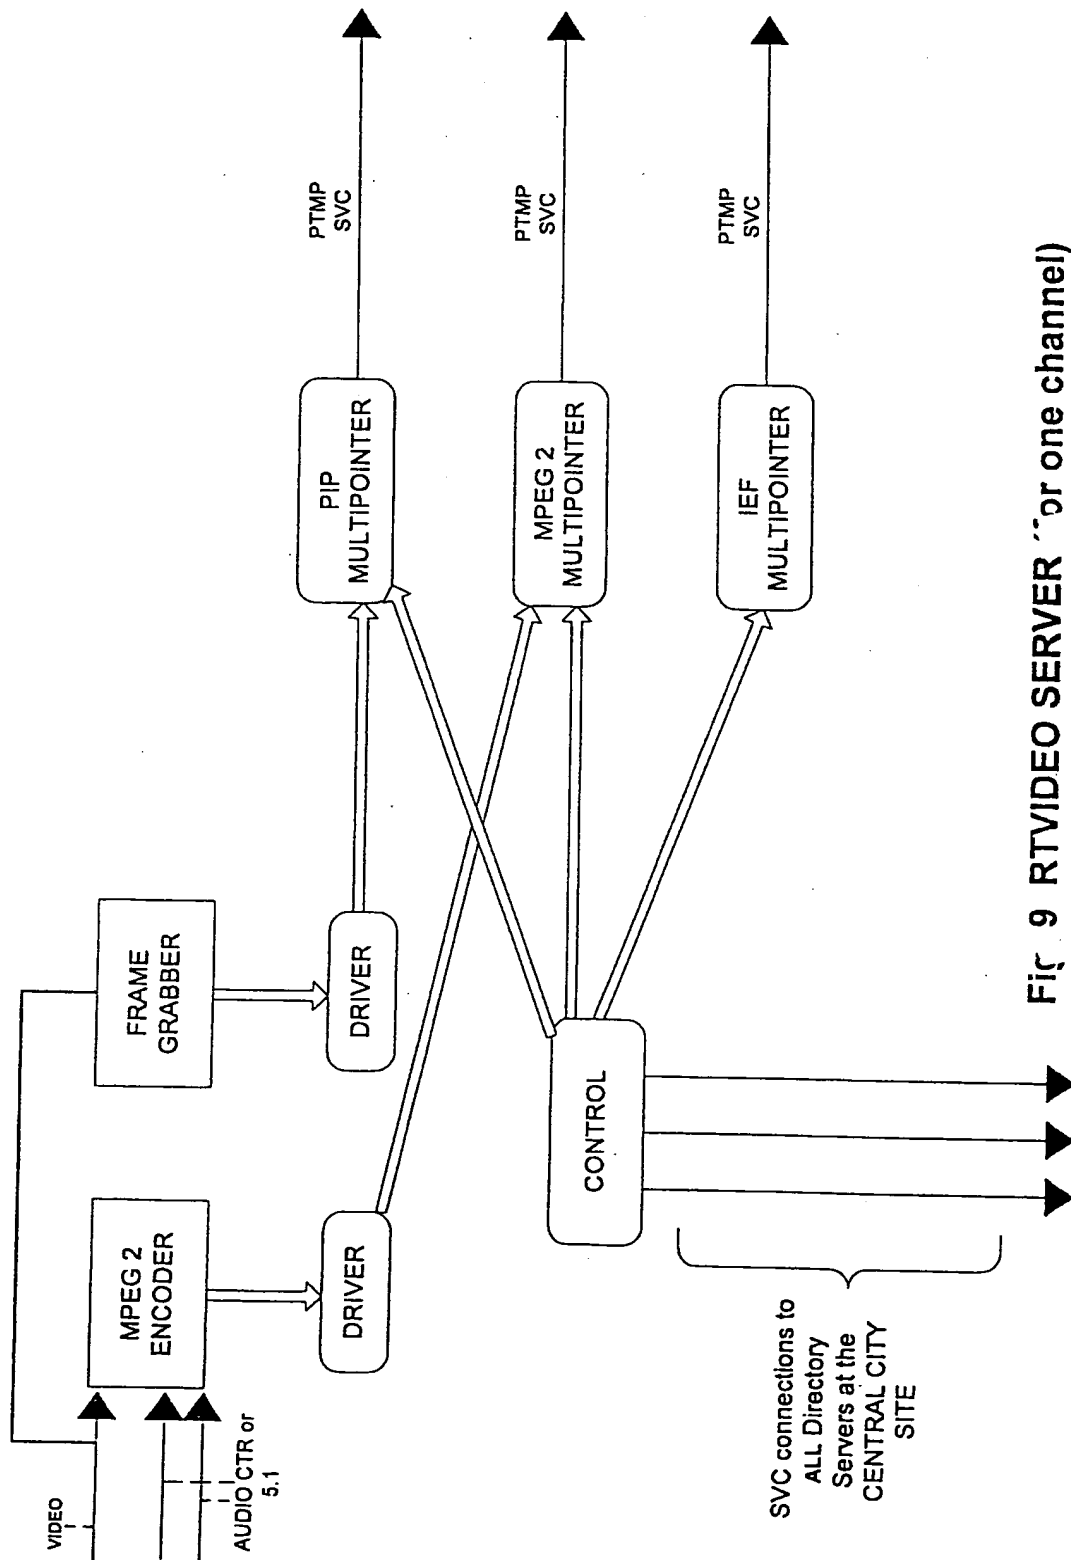 VIDEO
AUDIO CTR or
5.1
MPEG 2
ENCODER
FRAME
GRABBER
DRIVER
DRIVER
PIP
MULTIPOINTER
PTMP
SVC
MPEG 2
MULTIPOINTER
PTMP
SVC
CONTROL
IEF
MULTIPOINTER
PTMP
SVC
SVC connections to
ALL Directory
Servers at the
CENTRAL CITY
SITE
9 RTVIDEO SERVER one channel)